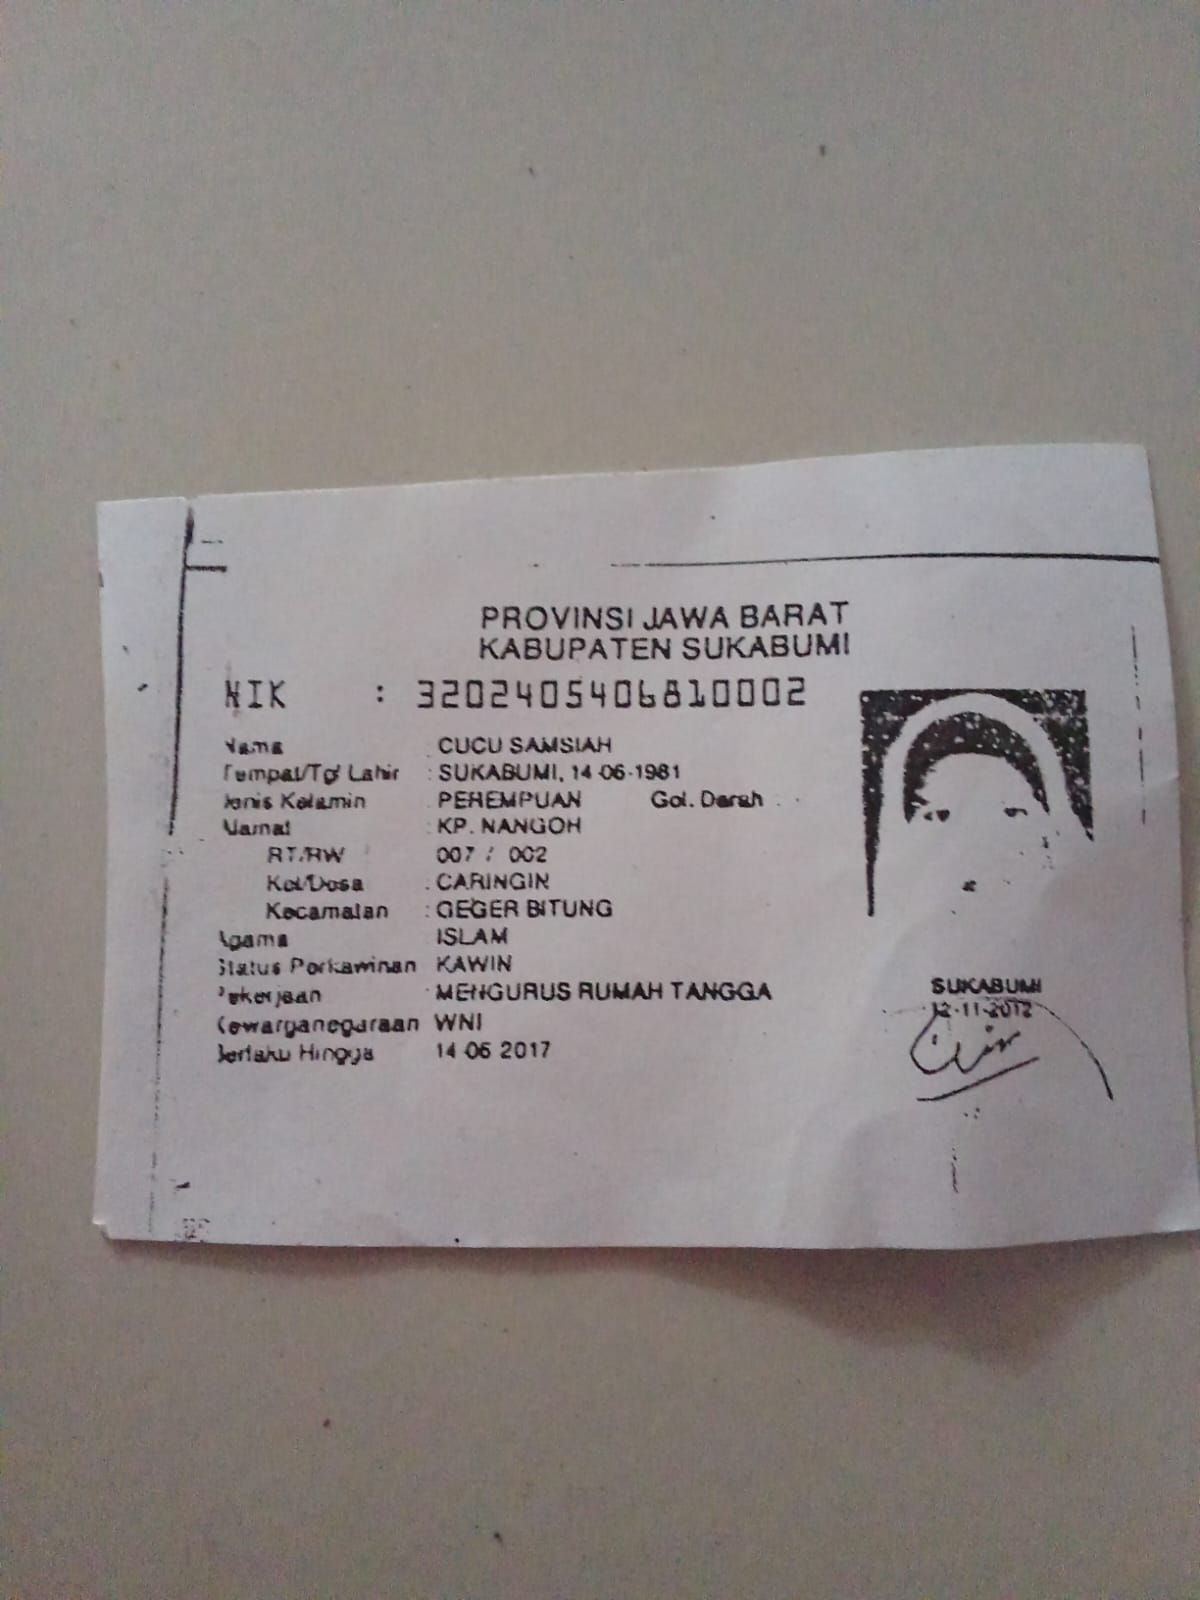 PROVINSI JAWA BARAT
KABUPATEN SUKABUMI
NIK : 3202405406810002
Nama CUCU SAMSIAH
Tempat/Tgl Lahir : SUKABUMI, 14-06-1981
Jenis Kelamin PEREMPUAN Gol. Darah :
Alamat KP. NANGOH
RT/RW 007 / 002
Kel/Desa : CARINGIN
Kecamatan : GEGER BITUNG
Agama ISLAM
Status Perkawinan KAWIN
Pekerjaan MENGURUS RUMAH TANGGA
Kewarganegaraan WNI
Berlaku Hingga 14 06 2017
SUKABUMI
12-11-2012